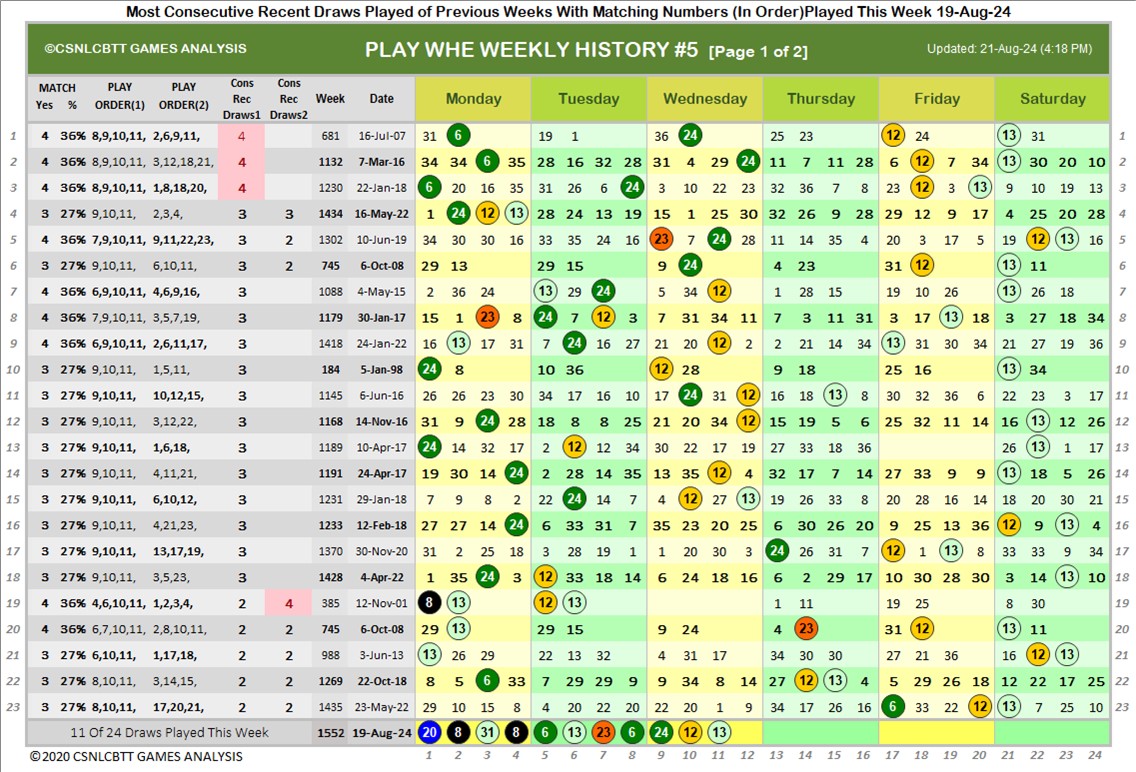 Most Consecutive Recent Draws Played of Previous Weeks With Matching Numbers (In Order)Played This Week 19-Aug-24
©CSNLCBTT GAMES ANALYSIS PLAY WHE WEEKLY HISTORY #5 [Page 1 of 2] Updated: 21-Aug-24 (4:18 PM)
MATCH Yes % PLAY ORDER(1) PLAY ORDER(2) Cons Rec Draws1 Cons Rec Draws2 Week Date Monday Tuesday Wednesday Thursday Friday Saturday
1 4 36% 8,9,10,11, 2,6,9,11, 4 681 16-Jul-07 31 6 19 1 36 24 25 23 12 24 13 31 1
2 4 36% 8,9,10,11, 3,12,18,21, 4 1132 7-Mar-16 34 34 6 35 28 16 32 28 31 4 29 24 11 7 11 28 6 12 7 34 13 30 20 10 2
3 4 36% 8,9,10,11, 1,8,18,20, 4 1230 22-Jan-18 6 20 16 35 31 26 6 24 3 10 22 23 32 36 7 8 23 12 3 13 9 10 19 13 3
4 3 27% 9,10,11, 2,3,4, 3 3 1434 16-May-22 1 24 12 13 28 24 13 19 15 1 25 30 32 26 9 28 29 12 9 17 4 25 20 28 4
5 4 36% 7,9,10,11, 9,11,22,23, 3 2 1302 10-Jun-19 34 30 30 16 33 35 24 16 23 7 24 28 11 14 35 4 20 3 17 5 19 12 13 16 5
6 3 27% 9,10,11, 6,10,11, 3 2 745 6-Oct-08 29 13 29 15 9 24 4 23 31 12 13 11 6
7 4 36% 6,9,10,11, 4,6,9,16, 3 1088 4-May-15 2 36 24 13 29 24 5 34 12 1 28 15 19 10 26 13 26 18 7
8 4 36% 7,9,10,11, 3,5,7,19, 3 1179 30-Jan-17 15 1 23 8 24 7 12 3 7 31 34 11 7 3 11 31 3 17 13 18 3 27 18 34 8
9 4 36% 6,9,10,11, 2,6,11,17, 3 1418 24-Jan-22 16 13 17 31 7 24 16 27 21 20 12 2 2 21 14 34 13 31 30 34 21 27 19 36 9
10 3 27% 9,10,11, 1,5,11, 3 184 5-Jan-98 24 8 10 36 12 28 9 18 25 16 13 34 10
11 3 27% 9,10,11, 10,12,15, 3 1145 6-Jun-16 26 26 23 30 34 17 16 10 17 24 31 12 16 18 13 8 30 32 36 6 22 23 3 17 11
12 3 27% 9,10,11, 3,12,22, 3 1168 14-Nov-16 31 9 24 28 18 8 8 25 21 20 34 12 15 19 5 6 25 32 11 14 16 13 12 26 12
13 3 27% 9,10,11, 1,6,18, 3 1189 10-Apr-17 24 14 32 17 2 12 12 34 30 22 17 19 27 33 18 36 26 13 1 17 13
14 3 27% 9,10,11, 4,11,21, 3 1191 24-Apr-17 19 30 14 24 2 28 14 35 13 35 12 4 32 17 7 14 27 33 9 9 13 18 5 26 14
15 3 27% 9,10,11, 6,10,12, 3 1231 29-Jan-18 7 9 8 2 22 24 14 7 4 12 27 13 19 26 33 8 20 28 16 14 18 20 30 21 15
16 3 27% 9,10,11, 4,21,23, 3 1233 12-Feb-18 27 27 14 24 6 33 31 7 35 23 20 25 6 30 26 20 9 25 13 36 12 9 13 4 16
17 3 27% 9,10,11, 13,17,19, 3 1370 30-Nov-20 31 2 25 18 3 28 19 1 1 20 30 3 24 26 31 7 12 1 13 8 33 33 9 34 17
18 3 27% 9,10,11, 3,5,23, 3 1428 4-Apr-22 1 35 24 3 12 33 18 14 6 24 18 16 6 2 29 17 10 30 28 30 3 14 13 10 18
19 4 36% 4,6,10,11, 1,2,3,4, 2 4 385 12-Nov-01 8 13 12 13 1 11 19 25 8 30 19
20 4 36% 6,7,10,11, 2,8,10,11, 2 2 745 6-Oct-08 29 13 29 15 9 24 4 23 31 12 13 11 20
21 3 27% 6,10,11, 1,17,18, 2 2 988 3-Jun-13 13 26 29 22 13 32 4 31 17 34 30 30 27 21 36 16 12 13 21
22 3 27% 8,10,11, 3,14,15, 2 2 1269 22-Oct-18 8 5 6 33 7 29 29 9 9 34 8 14 27 12 13 4 5 29 26 18 12 22 17 25 22
23 3 27% 8,10,11, 17,20,21, 2 2 1435 23-May-22 29 10 15 8 4 20 22 20 22 20 1 9 34 17 26 16 6 33 22 12 13 7 25 10 23
11 Of 24 Draws Played This Week 1552 19-Aug-24 20 8 31 8 6 13 23 6 24 12 13
©2020 CSNLCBTT GAMES ANALYSIS 1 2 3 4 5 6 7 8 9 10 11 12 13 14 15 16 17 18 19 20 21 22 23 24